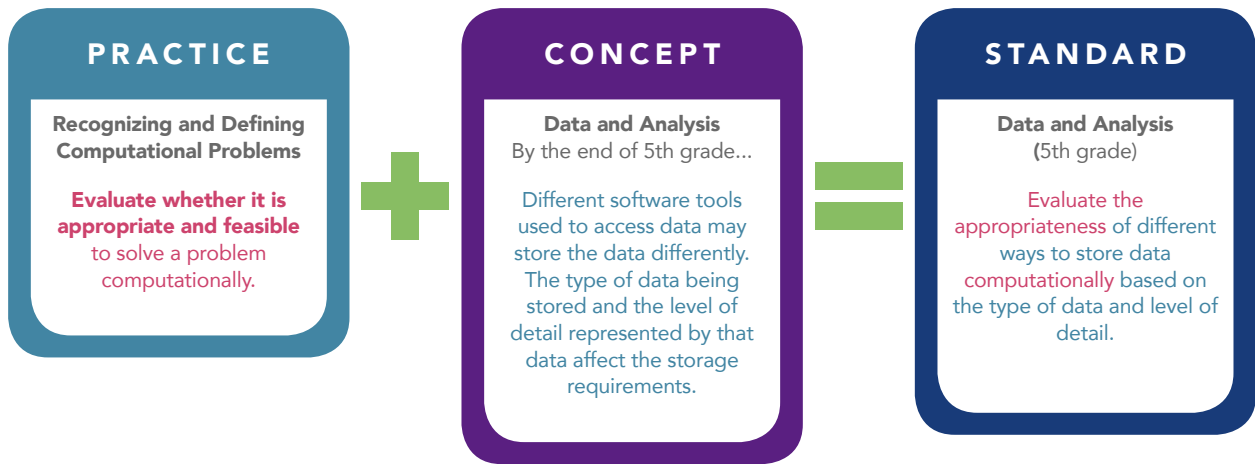 PRACTICE
Recognizing and Defining
Computational Problems
Evaluate whether it is
appropriate and feasible
to solve a problem
computationally.
CONCEPT
Data and Analysis
By the end of 5th grade...
Different software tools
used to access data may
store the data differently.
The type of data being
stored and the level of
detail represented by that
data affect the storage
requirements.
STANDARD
Data and Analysis
(5th grade)
Evaluate the
appropriateness of different
ways to store data
computationally based on
the type of data and level of
detail.